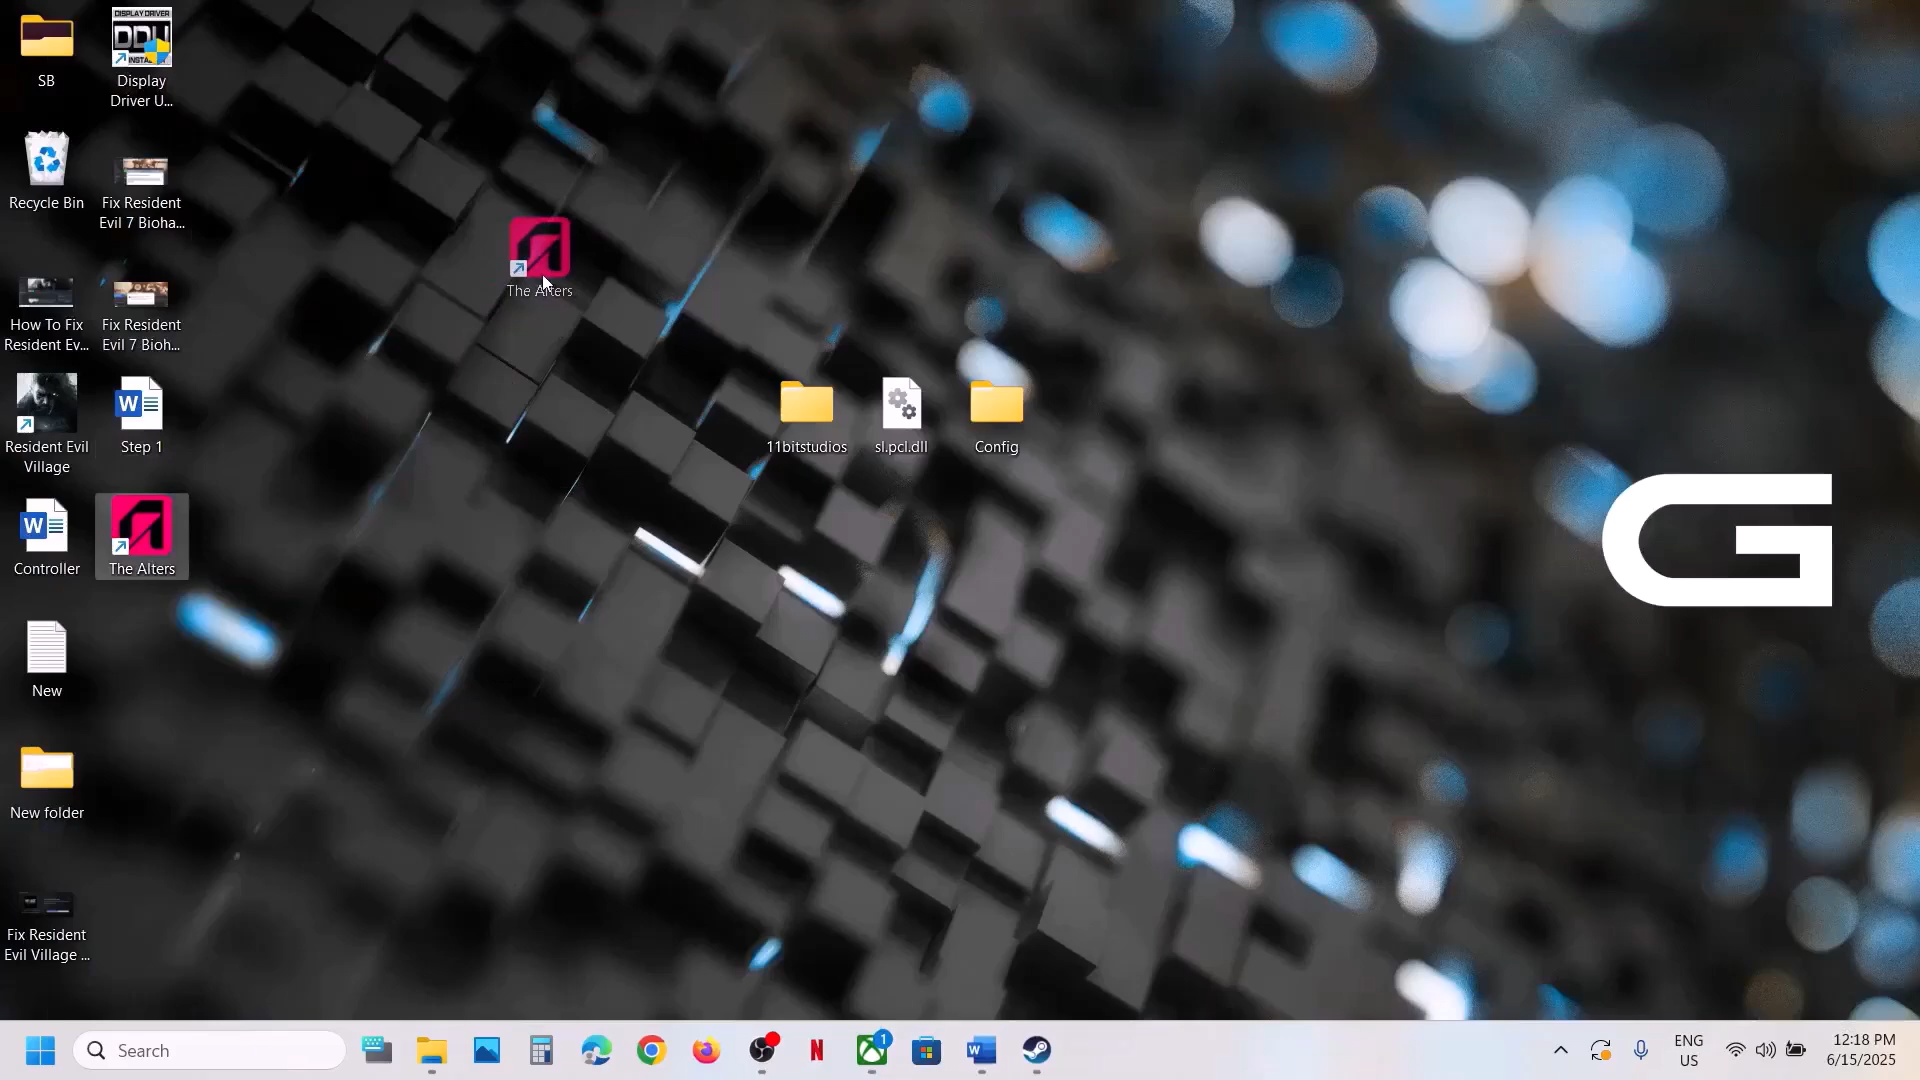 SB
DISPLAY DRIVER
DDU
Display
Driver U...
Recycle Bin
Fix Resident
Evil 7 Bioha...
How To Fix
Resident Ev...
Fix Resident
Evil 7 Bioh...
Resident Evil
Village
Step 1
Controller
The Alters
New
New folder
Fix Resident
Evil Village ...
The Alters
11bitstudios
sl.pcl.dll
Config
G
Search
1
ENG
US
12:18 PM
6/15/2025